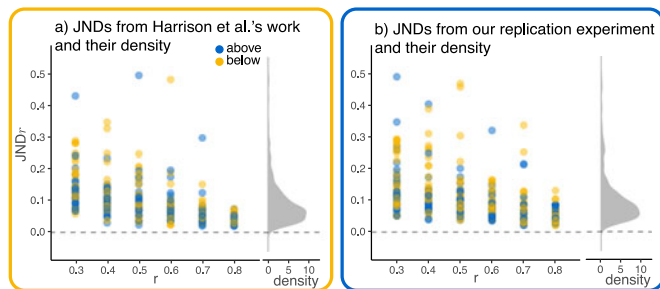 a) JNDs from Harrison et al.'s work
and their density
above
below
0.5
0.4
0.3
0.2
0.1
0.0
JNDr
0.3 0.4 0.5 0.6 0.7 0.8
r
0 5 10
density
b) JNDs from our replication experiment
and their density
0.5
0.4
0.3
0.2
0.1
0.0
0.3 0.4 0.5 0.6 0.7 0.8
r
0 5 10
density